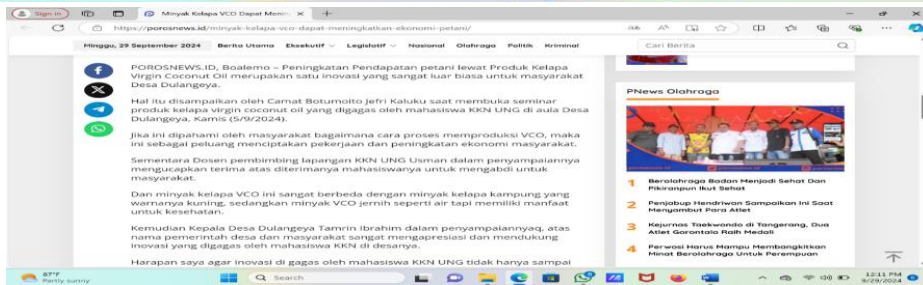 Sign in
Minyak Kelapa VCO Dapat Menin
https://porosnews.id/minyak-kelapa-vco-dapat-meningkatkan-ekonomi-petani/
Minggu, 29 September 2024 Berita Utama Eksekutif Legislatif Nasional Olahraga Politik Kriminal
Cari Berita
POROSNEWS.ID, Boalemo – Peningkatan Pendapatan petani lewat Produk Kelapa
Virgin Coconut Oil merupakan satu inovasi yang sangat luar biasa untuk masyarakat
Desa Dulangeya.
Hal itu disampaikan oleh Camat Botumoito Jefri Kaluku saat membuka seminar
produk kelapa virgin coconut oil yang digagas oleh mahasiswa KKN UNG di aula Desa
Dulangeya, Kamis (5/9/2024).
Jika ini dipahami oleh masyarakat bagaimana cara proses memproduksi VCO, maka
ini sebagai peluang menciptakan pekerjaan dan peningkatan ekonomi masyarakat.
Sementara Dosen pembimbing lapangan KKN UNG Usman dalam penyampaiannya
mengucapkan terima atas diterimanya mahasiswanya untuk mengabdi untuk
masyarakat.
Dan minyak kelapa VCO ini sangat berbeda dengan minyak kelapa kampung yang
warnanya kuning, sedangkan minyak VCO jernih seperti air tapi memiliki manfaat
untuk kesehatan.
Kemudian Kepala Desa Dulangeya Tamrin Ibrahim dalam penyampaiannyaq, atas
nama pemerintah desa dan masyarakat sangat mengapresiasi dan mendukung
inovasi yang digagas oleh mahasiswa KKN di desanya.
Harapan saya agar inovasi di gagas oleh mahasiswa KKN UNG tidak hanya sampai
PNews Olahraga
1 Berolahraga Badan Menjadi Sehat Dan
Pikiranpun Ikut Sehat
2 Penjabup Hendriwan Sampaikan Ini Saat
Menyambut Para Atlet
3 Kejurnas Taekwondo di Tangerang, Dua
Atlet Gorontalo Raih Medali
4 Perwosi Harus Mampu Membangkitkan
Minat Berolahraga Untuk Perempuan
87°F
Partly sunny
Search
12:11 PM
9/29/2024